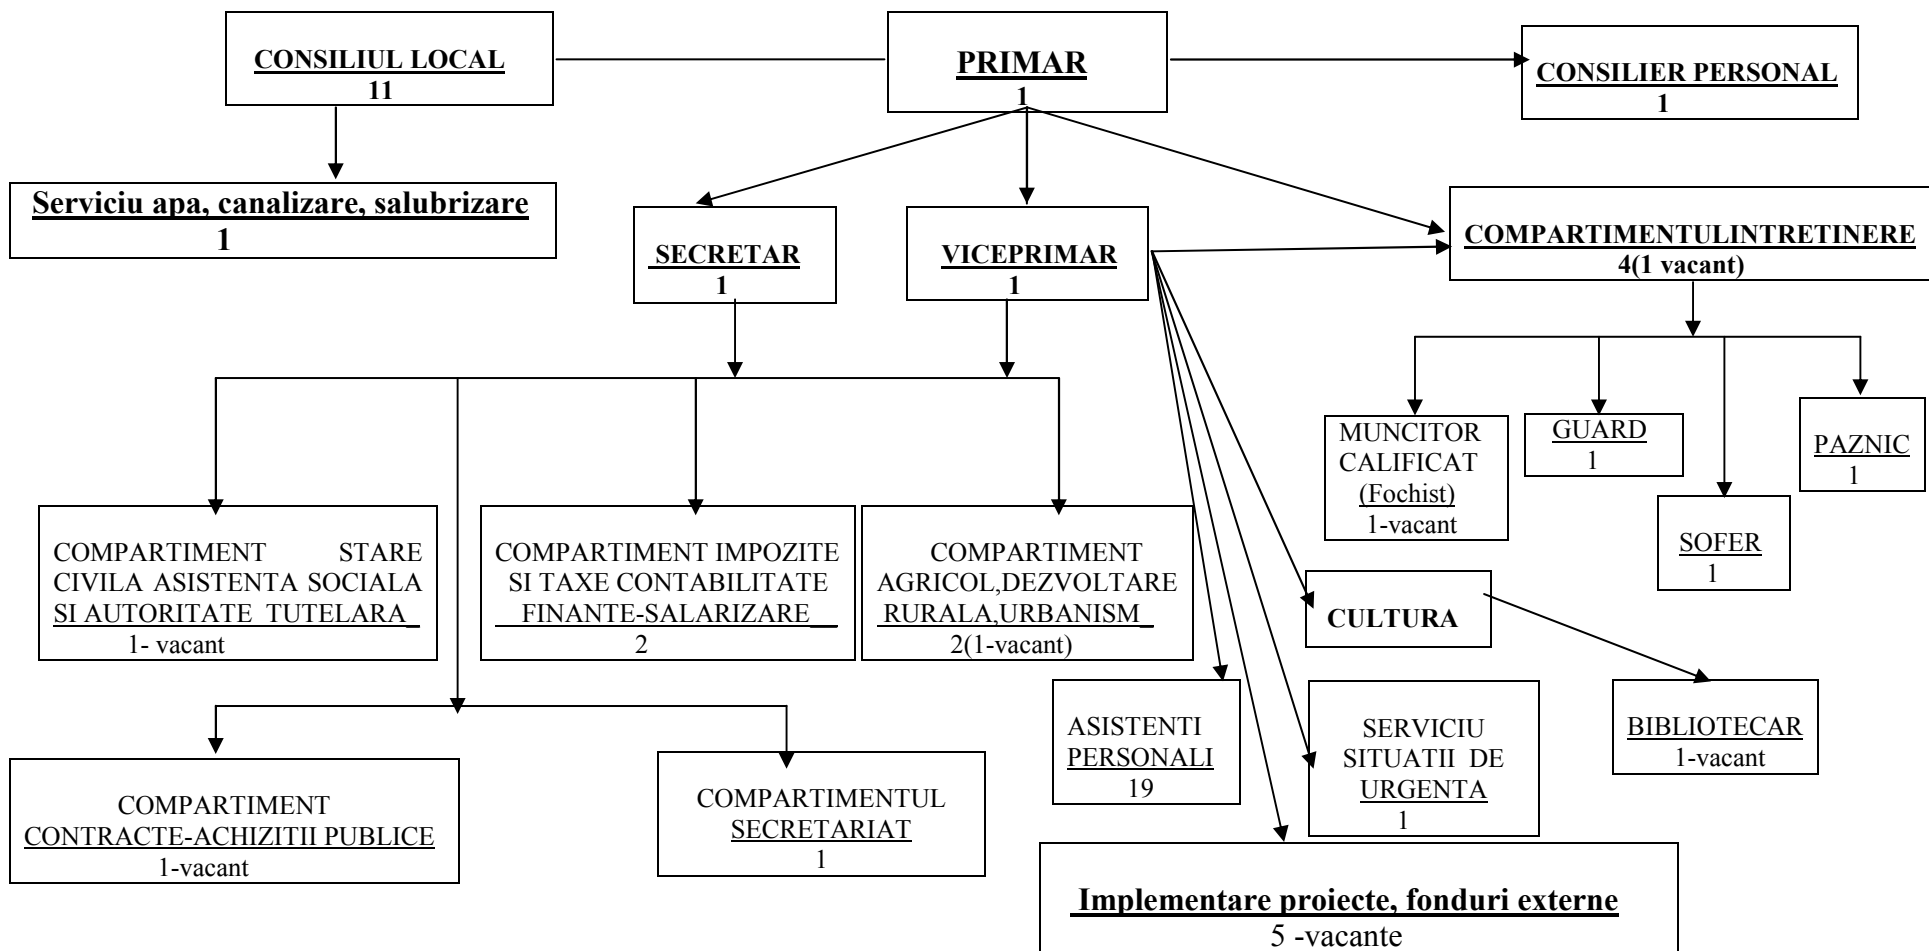 CONSILIUL LOCAL
11
PRIMAR
1
CONSILIER PERSONAL
1
Serviciu apa, canalizare, salubrizare
1
SECRETAR
1
VICEPRIMAR
1
COMPARTIMENTULINTRETINERE
4(1 vacant)
MUNCITOR
CALIFICAT
(Fochist)
1-vacant
GUARD
1
SOFER
1
PAZNIC
1
COMPARTIMENT STARE
CIVILA ASISTENTA SOCIALA
SI AUTORITATE TUTELARA_
1- vacant
COMPARTIMENT IMPOZITE
SI TAXE CONTABILITATE
FINANTE-SALARIZARE__
2
COMPARTIMENT
AGRICOL,DEZVOLTARE
RURALA,URBANISM_
2(1-vacant)
CULTURA
ASISTENTI
PERSONALI
19
SERVICIU
SITUATII DE
URGENTA
1
BIBLIOTECAR
1-vacant
COMPARTIMENT
CONTRACTE-ACHIZITII PUBLICE
1-vacant
COMPARTIMENTUL
SECRETARIAT
1
Implementare proiecte, fonduri externe
5 -vacante